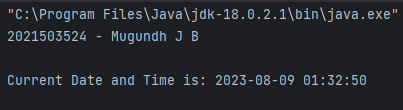 "C:\Program Files\Java\jdk-18.0.2.1\bin\java.exe"
2021503524 - Mugundh J B
Current Date and Time is: 2023-08-09 01:32:50